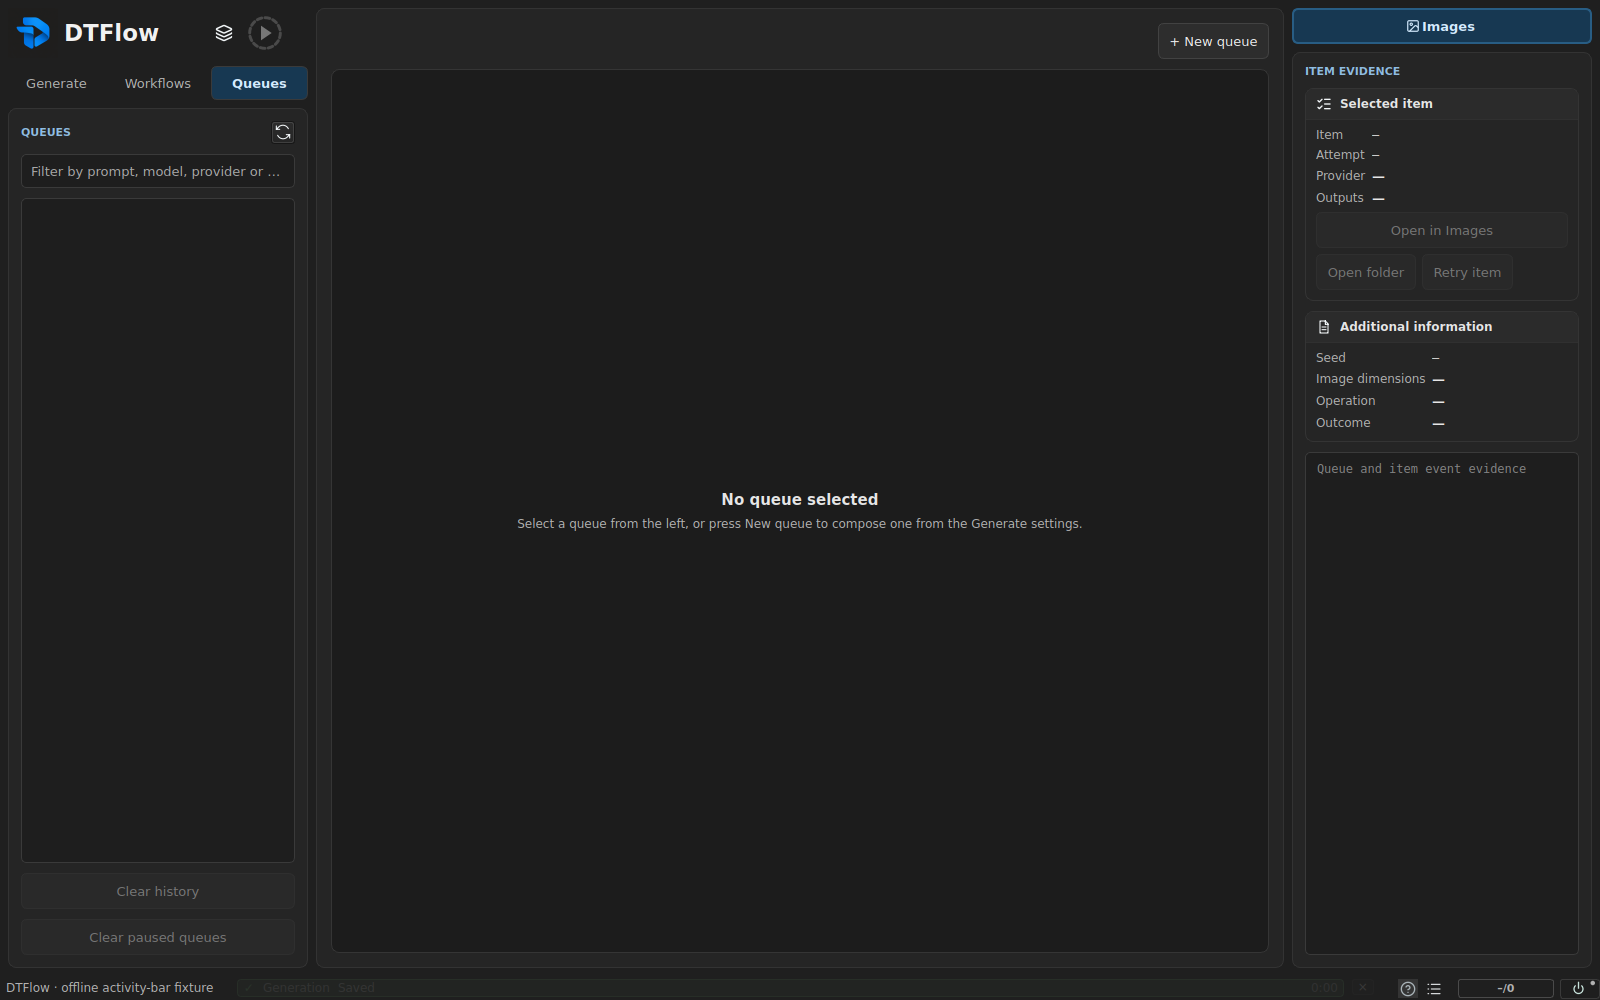 DTFlow
Generate
Workflows
Queues
QUEUES
Filter by prompt, model, provider or ...
Clear history
Clear paused queues
+ New queue
No queue selected
Select a queue from the left, or press New queue to compose one from the Generate settings.
Images
ITEM EVIDENCE
Selected item
Item –
Attempt –
Provider —
Outputs —
Open in Images
Open folder
Retry item
Additional information
Seed –
Image dimensions —
Operation —
Outcome —
Queue and item event evidence
DTFlow · offline activity-bar fixture
✓ Generation Saved
0:00 ×
–/0